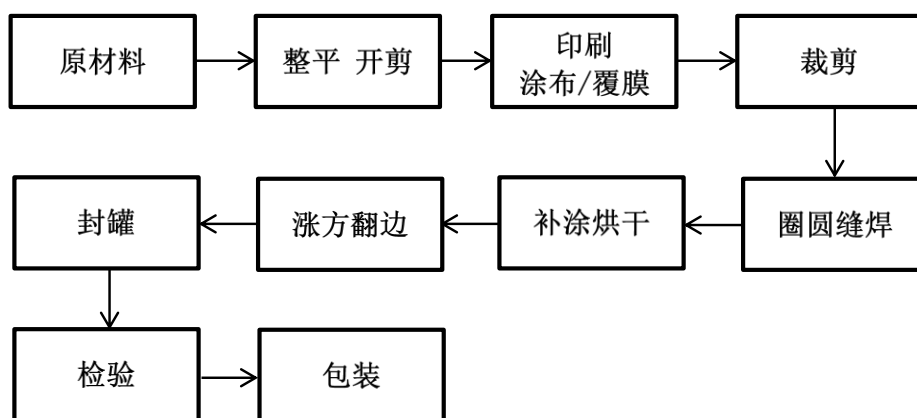 原材料
整平 开剪
印刷
涂布/覆膜
裁剪
圈圆缝焊
补涂烘干
涨方翻边
封罐
检验
包装